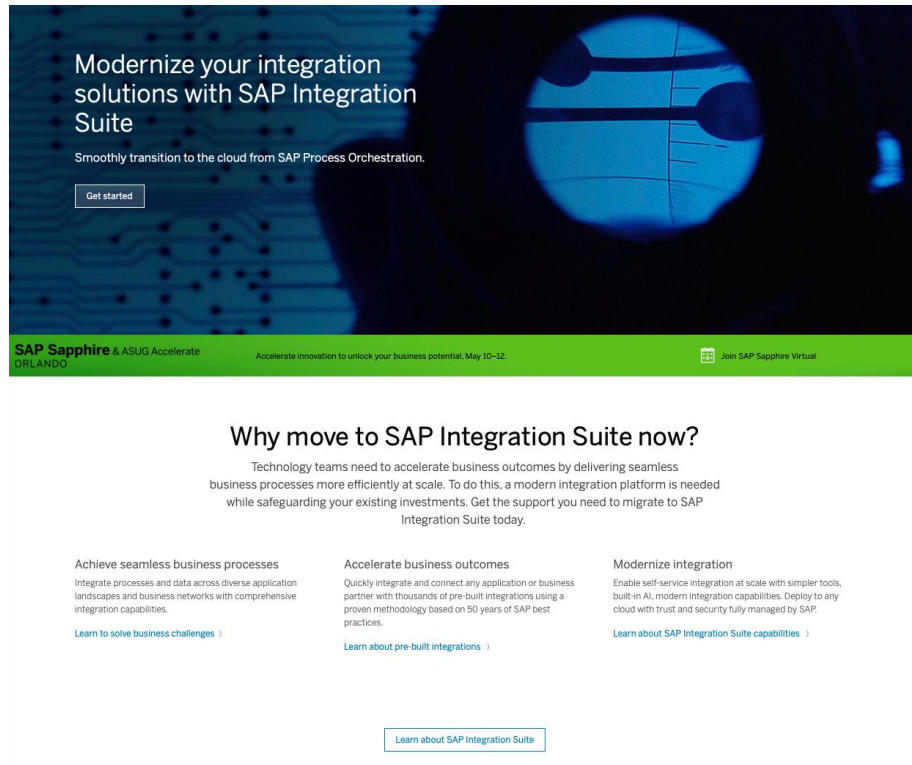 Modernize your integration
solutions with SAP Integration
Suite
Smoothly transition to the cloud from SAP Process Orchestration.
Get started
SAP Sapphire & ASUG Accelerate
ORLANDO
Accelerate innovation to unlock your business potential, May 10–12.
Join SAP Sapphire Virtual
Why move to SAP Integration Suite now?
Technology teams need to accelerate business outcomes by delivering seamless
business processes more efficiently at scale. To do this, a modern integration platform is needed
while safeguarding your existing investments. Get the support you need to migrate to SAP
Integration Suite today.
Achieve seamless business processes
Integrate processes and data across diverse application
landscapes and business networks with comprehensive
integration capabilities.
Learn to solve business challenges
Accelerate business outcomes
Quickly integrate and connect any application or business
partner with thousands of pre-built integrations using a
proven methodology based on 50 years of SAP best
practices.
Learn about pre-built integrations
Modernize integration
Enable self-service integration at scale with simpler tools,
built-in AI, modern integration capabilities. Deploy to any
cloud with trust and security fully managed by SAP.
Learn about SAP Integration Suite capabilities
Learn about SAP Integration Suite